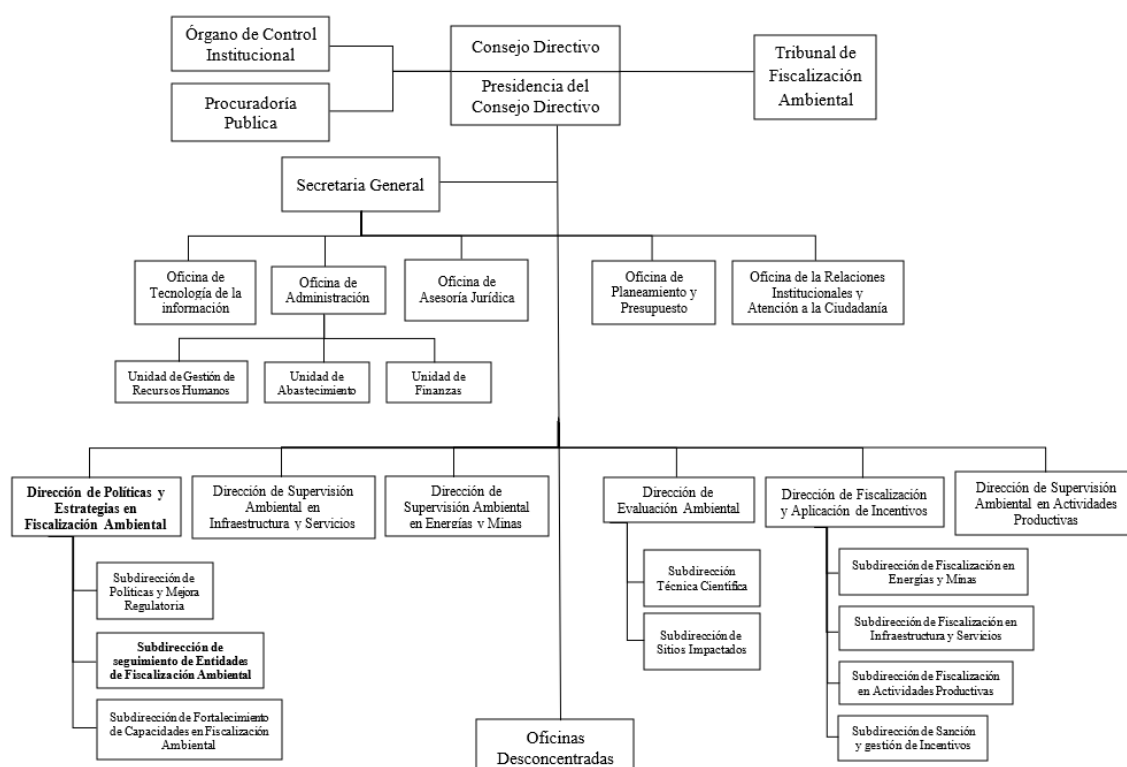 Órgano de Control
Institucional
Consejo Directivo
Presidencia del
Consejo Directivo
Tribunal de
Fiscalización
Ambiental
Procuradoría
Publica
Secretaria General
Oficina de
Tecnología de la
información
Oficina de
Administración
Oficina de
Asesoría Jurídica
Oficina de
Planeamiento y
Presupuesto
Oficina de la Relaciones
Institucionales y
Atención a la Ciudadanía
Unidad de Gestión de
Recursos Humanos
Unidad de
Abastecimiento
Unidad de
Finanzas
Dirección de Políticas y
Estrategias en
Fiscalización Ambiental
Dirección de Supervisión
Ambiental en
Infraestructura y Servicios
Dirección de
Supervisión Ambiental
en Energías y Minas
Dirección de
Evaluación Ambiental
Dirección de Fiscalización
y Aplicación de Incentivos
Dirección de Supervisión
Ambiental en Actividades
Productivas
Subdirección de
Políticas y Mejora
Regulatoria
Subdirección de
seguimiento de Entidades
de Fiscalización Ambiental
Subdirección de Fortalecimiento
de Capacidades en Fiscalización
Ambiental
Subdirección
Técnica Científica
Subdirección de
Sitios Impactados
Subdirección de Fiscalización en
Energías y Minas
Subdirección de Fiscalización en
Infraestructura y Servicios
Subdirección de Fiscalización
en Actividades Productivas
Subdirección de Sanción
y gestión de Incentivos
Oficinas
Desconcentradas